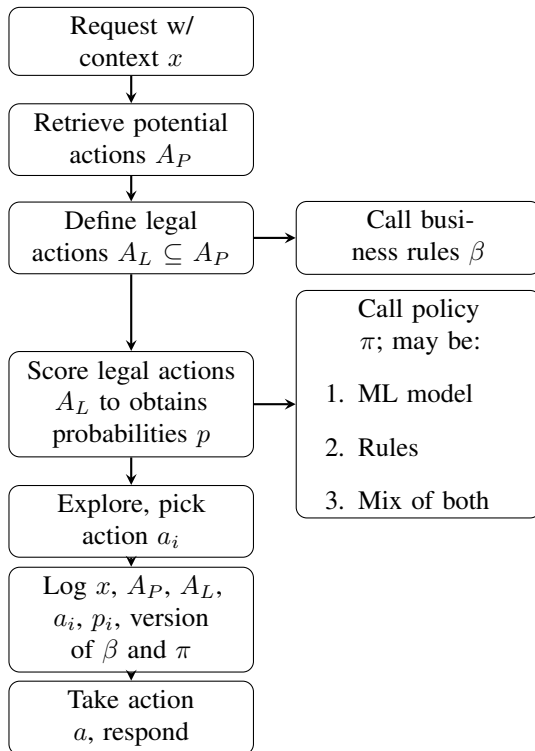 Request w/
context x
Retrieve potential
actions A_P
Define legal
actions A_L ⊆ A_P
Call busi-
ness rules β
Call policy
π; may be:
1. ML model
2. Rules
3. Mix of both
Score legal actions
A_L to obtains
probabilities p
Explore, pick
action a_i
Log x, A_P, A_L,
a_i, p_i, version
of β and π
Take action
a, respond